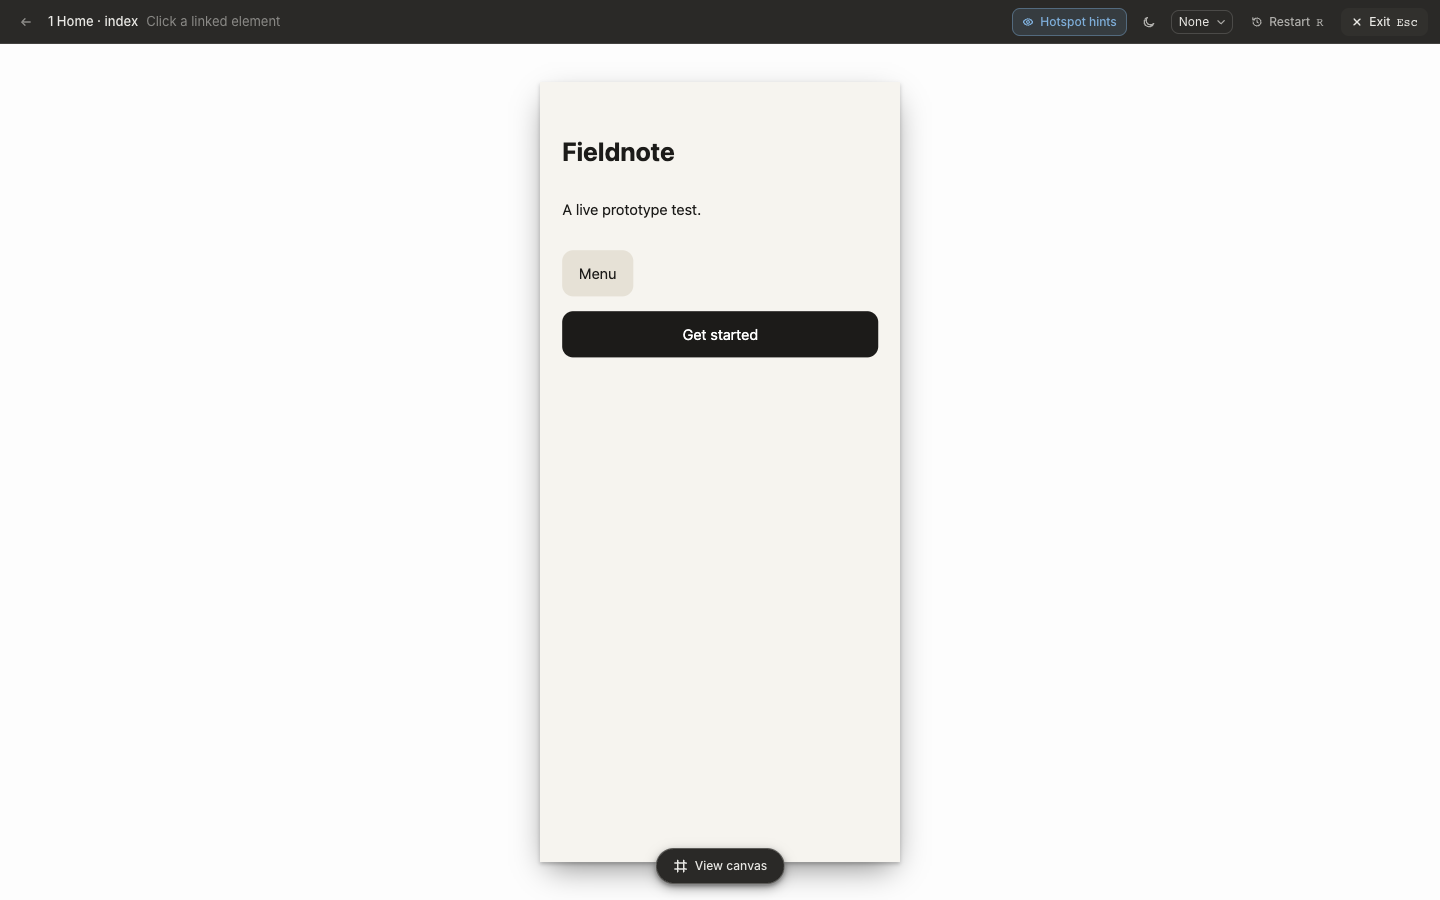 1 Home · index Click a linked element Hotspot hints None Restart R Exit Esc
Fieldnote
A live prototype test.
Menu
Get started
View canvas